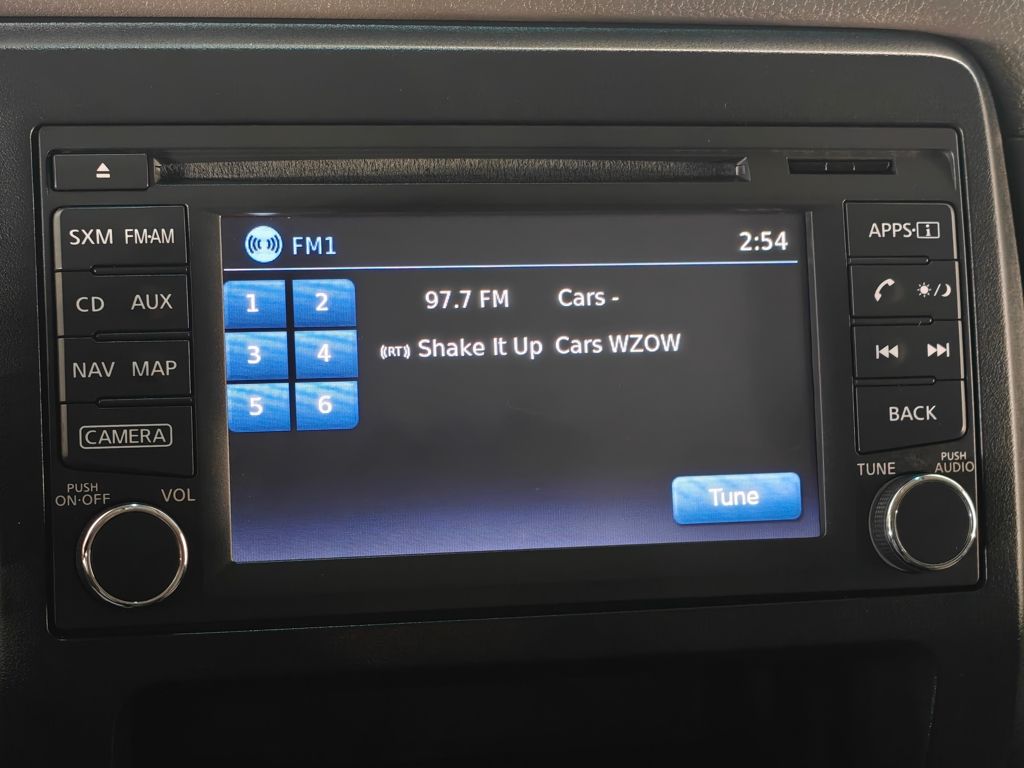 SXM FM·AM
CD AUX
NAV MAP
CAMERA
PUSH
ON·OFF VOL
FM1 2:54
1 2
97.7 FM Cars -
3 4
((RT)) Shake It Up Cars WZOW
5 6
Tune
APPS·i
BACK
TUNE PUSH
AUDIO